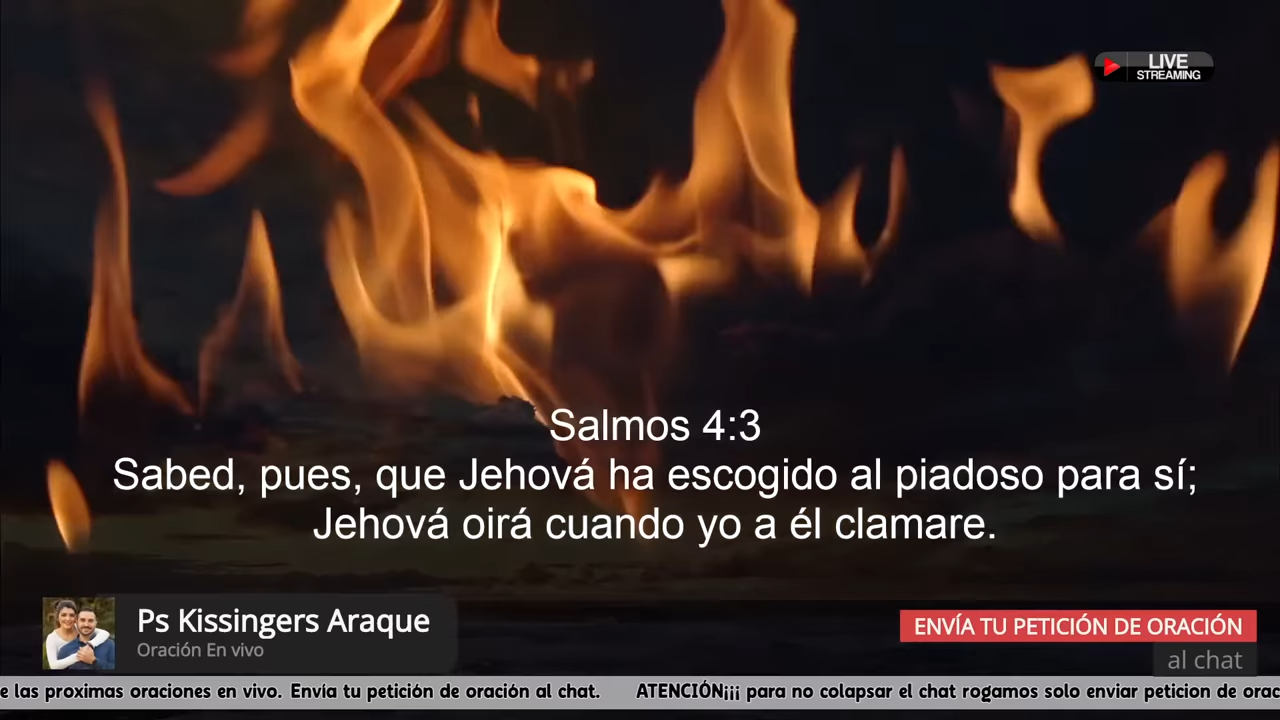 LIVE
STREAMING
Salmos 4:3
Sabed, pues, que Jehová ha escogido al piadoso para sí;
Jehová oirá cuando yo a él clamare.
Ps Kissingers Araque
Oración En vivo
ENVÍA TU PETICIÓN DE ORACIÓN
al chat
e las proximas oraciones en vivo. Envía tu petición de oración al chat. ATENCIÓN¡¡¡ para no colapsar el chat rogamos solo enviar peticion de orac